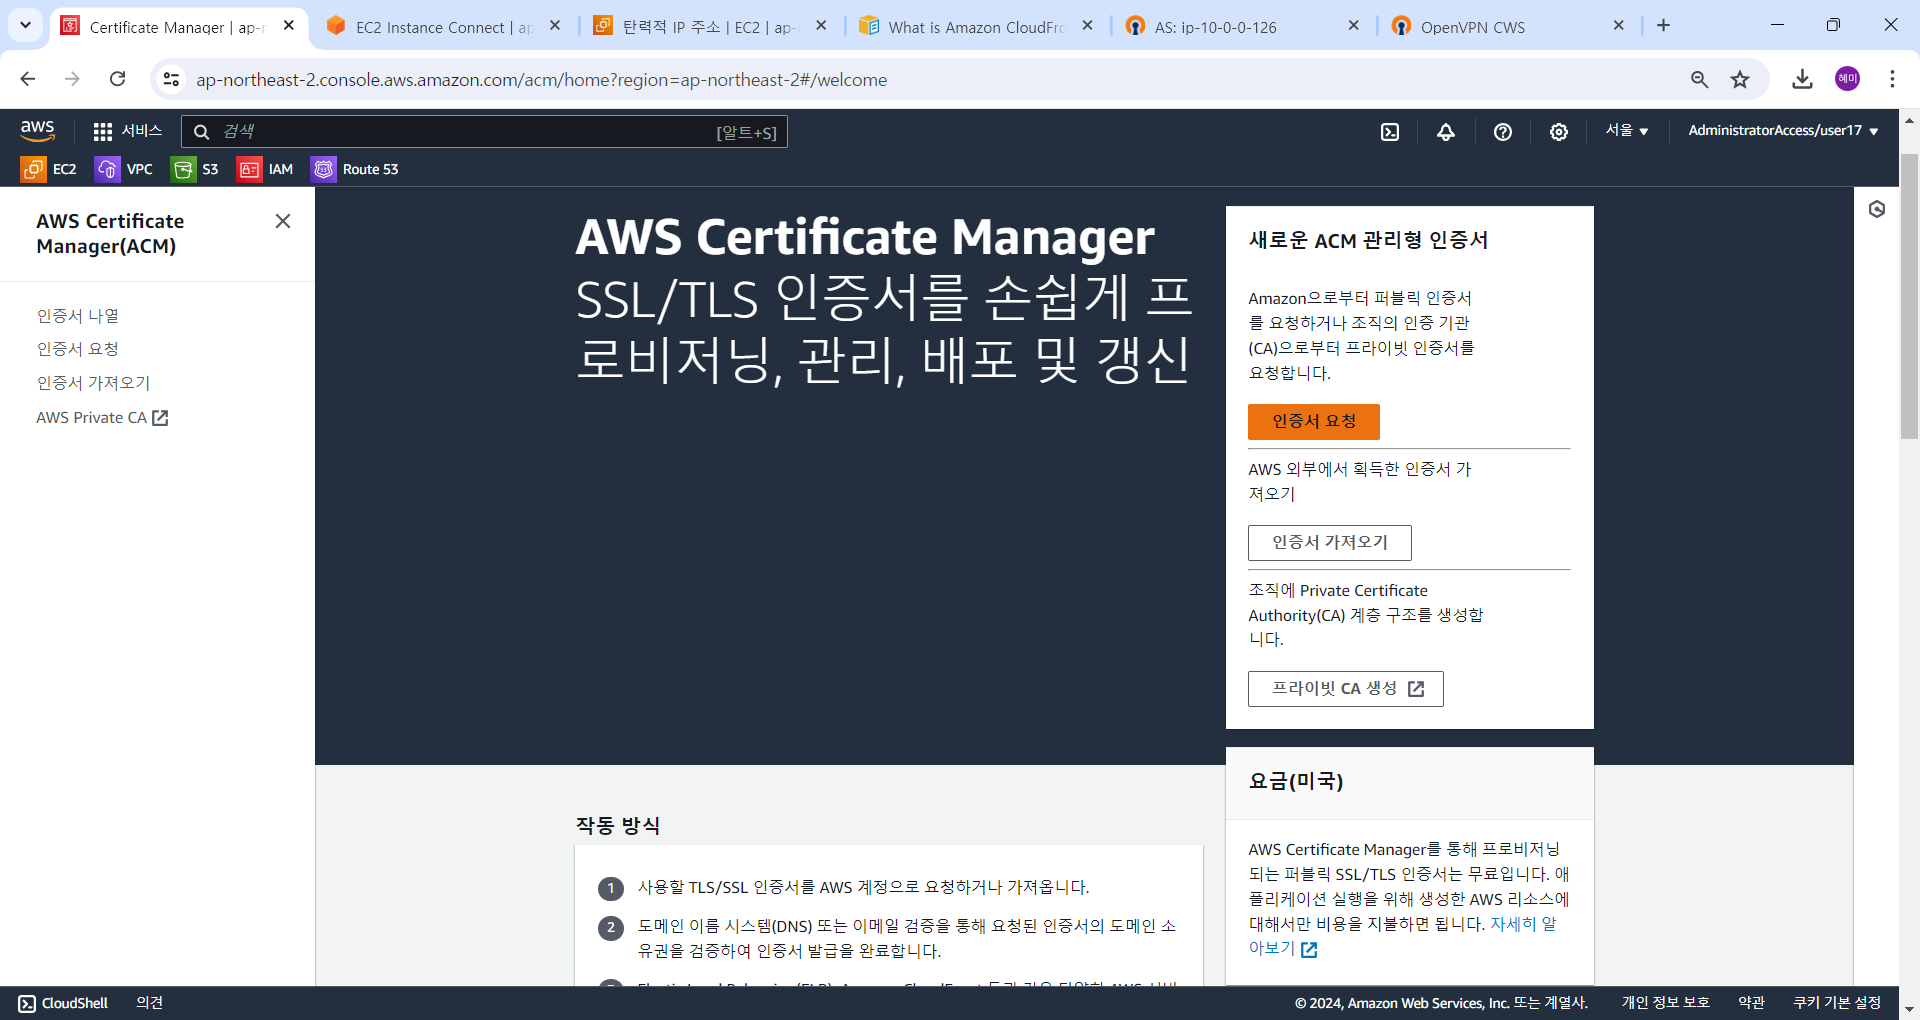 Certificate Manager | ap-n
EC2 Instance Connect | ap
탄력적 IP 주소 | EC2 | ap-
What is Amazon CloudFro
AS: ip-10-0-0-126
OpenVPN CWS
ap-northeast-2.console.aws.amazon.com/acm/home?region=ap-northeast-2#/welcome
혜미
aws
서비스
검색
[알트+S]
서울
AdministratorAccess/user17
EC2
VPC
S3
IAM
Route 53
AWS Certificate
Manager(ACM)
인증서 나열
인증서 요청
인증서 가져오기
AWS Private CA
AWS Certificate Manager
SSL/TLS 인증서를 손쉽게 프
로비저닝, 관리, 배포 및 갱신
새로운 ACM 관리형 인증서
Amazon으로부터 퍼블릭 인증서
를 요청하거나 조직의 인증 기관
(CA)으로부터 프라이빗 인증서를
요청합니다.
인증서 요청
AWS 외부에서 획득한 인증서 가
져오기
인증서 가져오기
조직에 Private Certificate
Authority(CA) 계층 구조를 생성합
니다.
프라이빗 CA 생성
요금(미국)
AWS Certificate Manager를 통해 프로비저닝
되는 퍼블릭 SSL/TLS 인증서는 무료입니다. 애
플리케이션 실행을 위해 생성한 AWS 리소스에
대해서만 비용을 지불하면 됩니다. 자세히 알
아보기
작동 방식
1 사용할 TLS/SSL 인증서를 AWS 계정으로 요청하거나 가져옵니다.
2 도메인 이름 시스템(DNS) 또는 이메일 검증을 통해 요청된 인증서의 도메인 소
유권을 검증하여 인증서 발급을 완료합니다.
CloudShell
의견
© 2024, Amazon Web Services, Inc. 또는 계열사.
개인 정보 보호
약관
쿠키 기본 설정